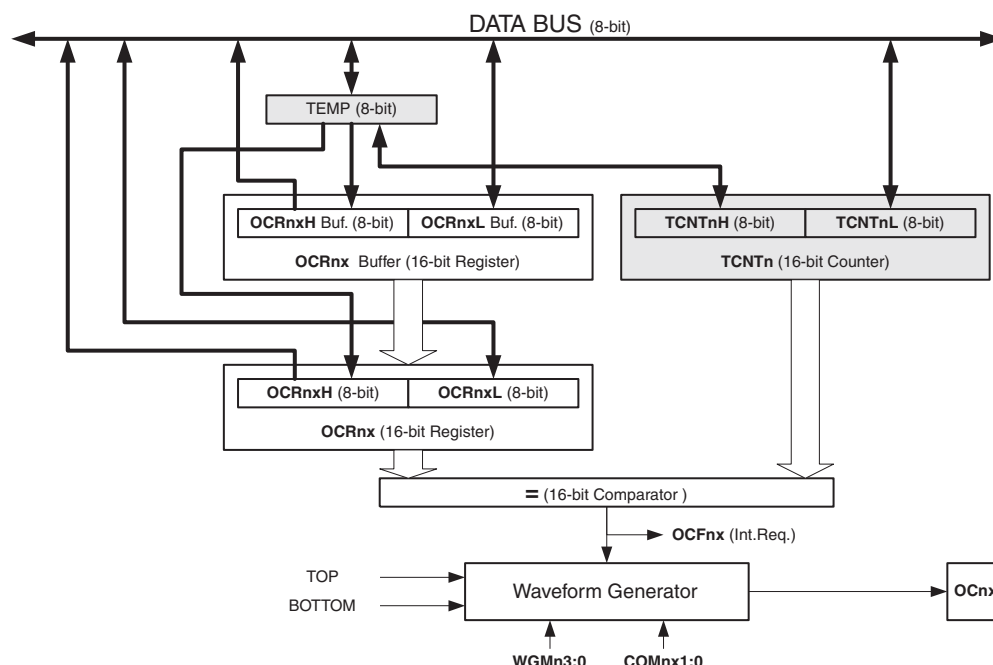 DATA BUS (8-bit)
TEMP (8-bit)
OCRnxH Buf. (8-bit) OCRnxL Buf. (8-bit)
OCRnx Buffer (16-bit Register)
TCNTnH (8-bit) TCNTnL (8-bit)
TCNTn (16-bit Counter)
OCRnxH (8-bit) OCRnxL (8-bit)
OCRnx (16-bit Register)
= (16-bit Comparator )
OCFnx (Int.Req.)
TOP
BOTTOM
Waveform Generator
OCnx
WGMn3:0 COMnx1:0